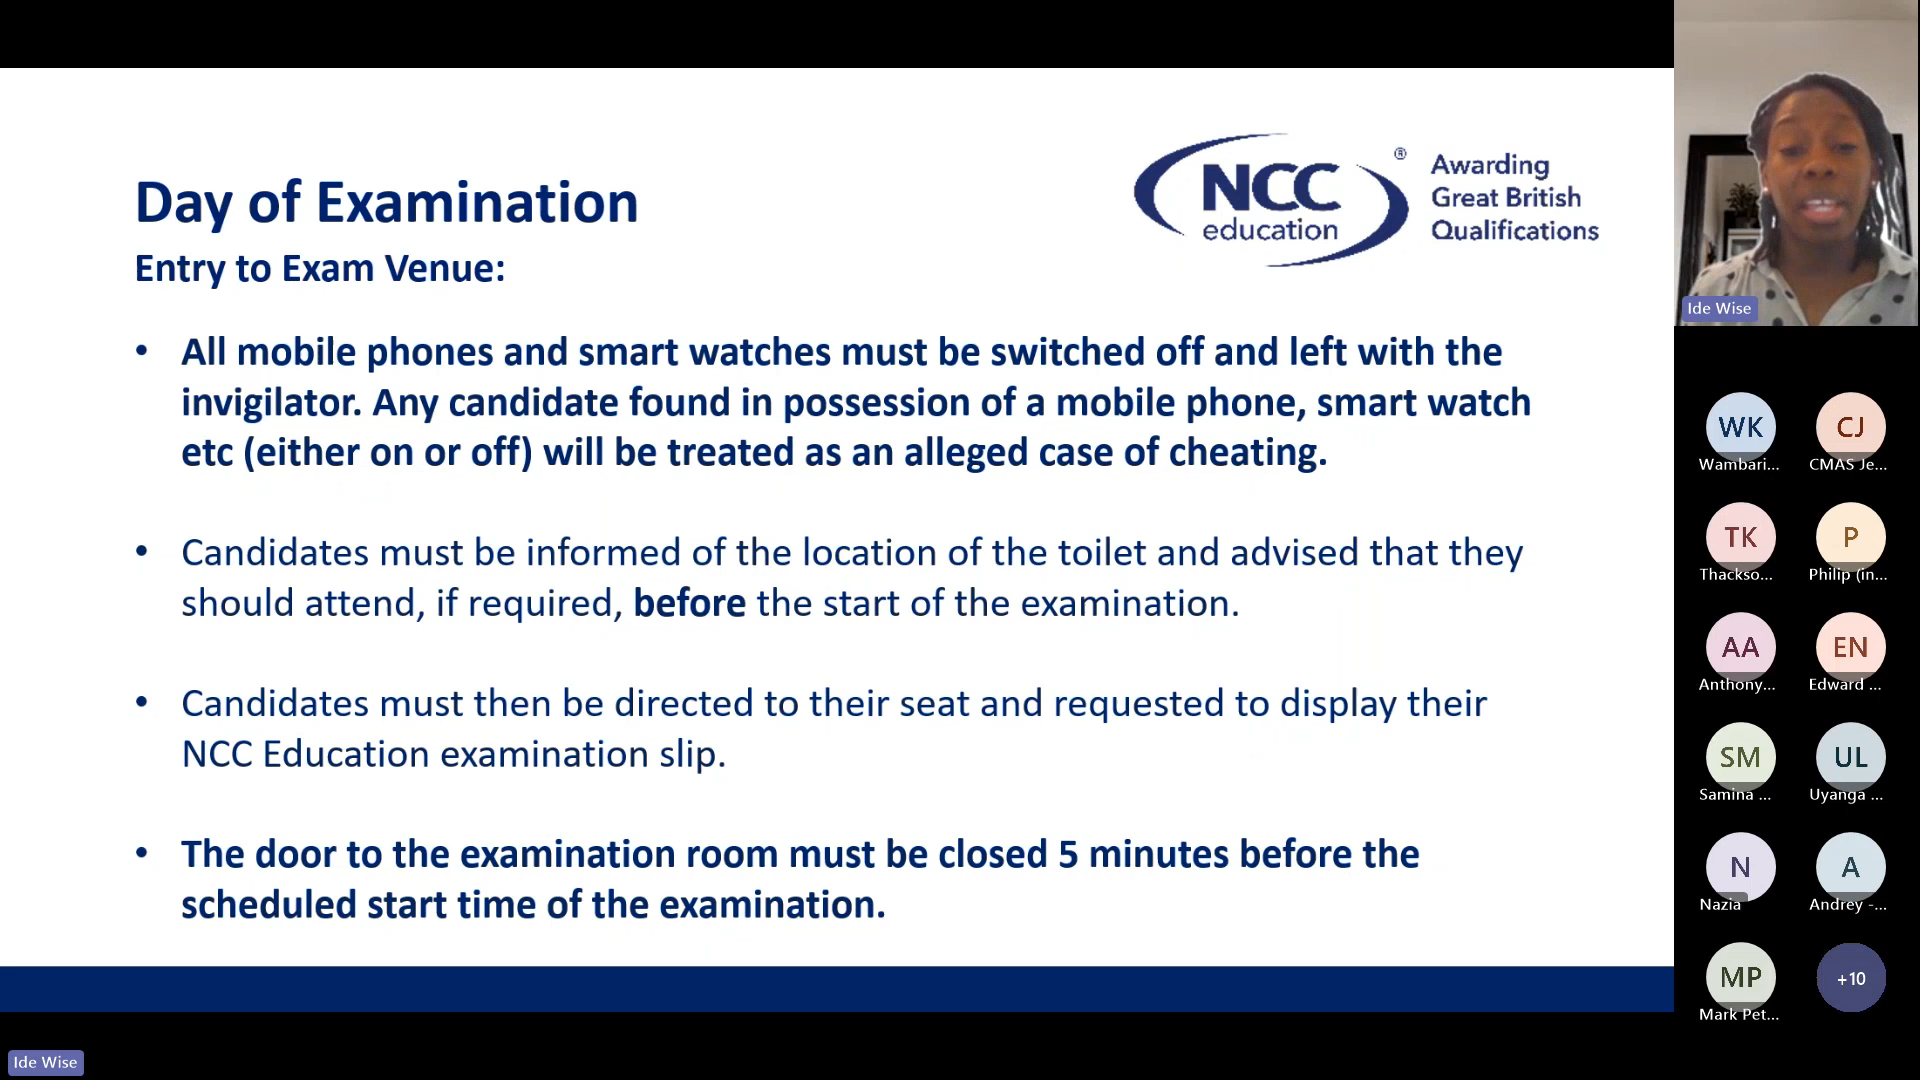 Day of Examination
Entry to Exam Venue:
NCC
education
®
Awarding
Great British
Qualifications
• All mobile phones and smart watches must be switched off and left with the
invigilator. Any candidate found in possession of a mobile phone, smart watch
etc (either on or off) will be treated as an alleged case of cheating.
• Candidates must be informed of the location of the toilet and advised that they
should attend, if required, before the start of the examination.
• Candidates must then be directed to their seat and requested to display their
NCC Education examination slip.
• The door to the examination room must be closed 5 minutes before the
scheduled start time of the examination.
Ide Wise
WK
Wambari...
CJ
CMAS Je...
TK
Thackso...
P
Philip (in...
AA
Anthony...
EN
Edward ...
SM
Samina ...
UL
Uyanga ...
N
Nazia
A
Andrey -...
MP
Mark Pet...
+10
Ide Wise